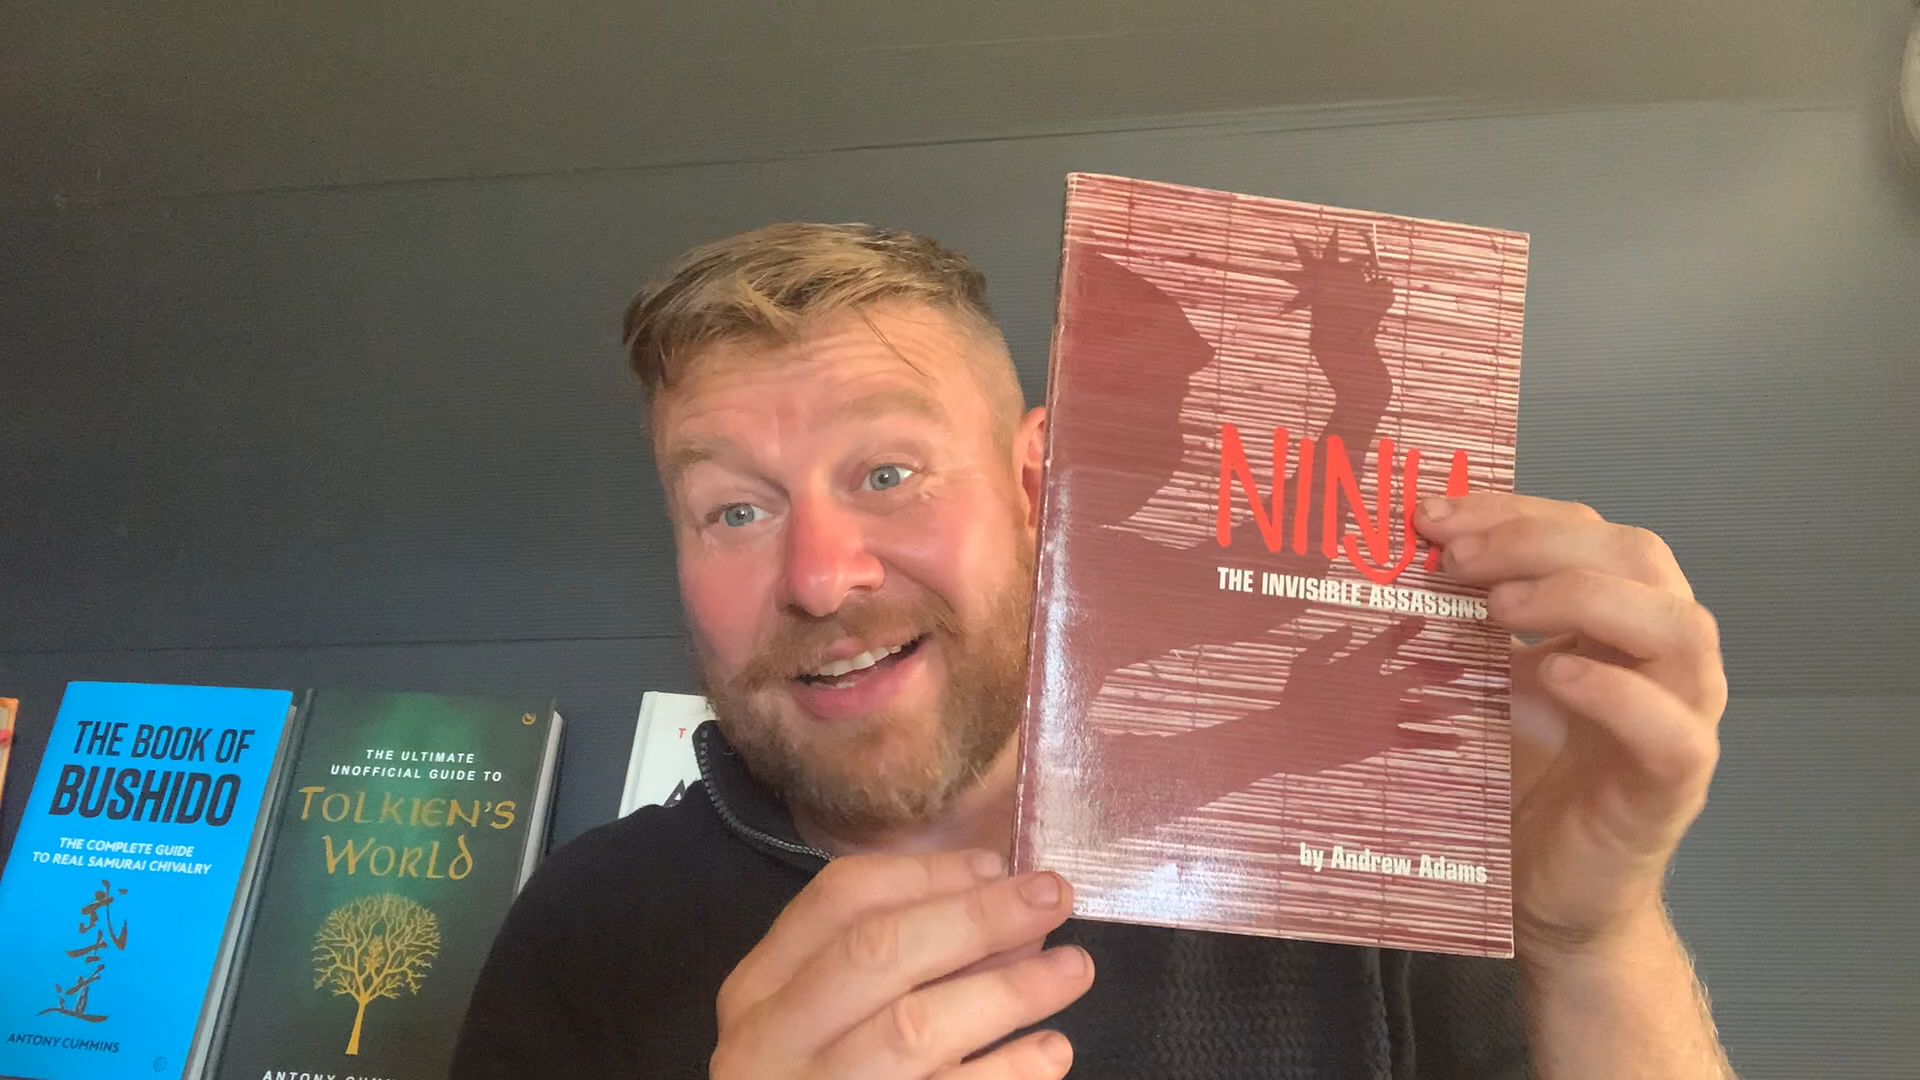 THE BOOK OF
BUSHIDO
THE COMPLETE GUIDE
TO REAL SAMURAI CHIVALRY
武士道
ANTONY CUMMINS
THE ULTIMATE
UNOFFICIAL GUIDE TO
TOLKIEN'S
WORLD
ANTONY
T
NINJA
THE INVISIBLE ASSASSINS
by Andrew Adams